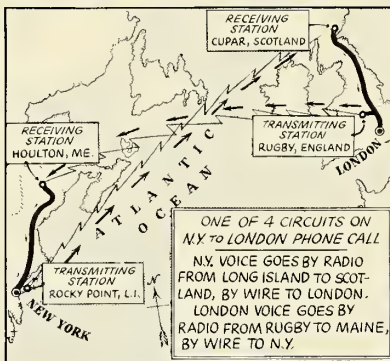 RECEIVING
STATION
CUPAR, SCOTLAND
RECEIVING
STATION
HOULTON, ME.
TRANSMITTING
STATION
RUGBY, ENGLAND
LONDON
ATLANTIC
OCEAN
TRANSMITTING
STATION
ROCKY POINT, L.I.
NEW YORK
N
ONE OF 4 CIRCUITS ON
N.Y. TO LONDON PHONE CALL
N.Y. VOICE GOES BY RADIO
FROM LONG ISLAND TO SCOT-
LAND, BY WIRE TO LONDON.
LONDON VOICE GOES BY
RADIO FROM RUGBY TO MAINE,
BY WIRE TO N.Y.